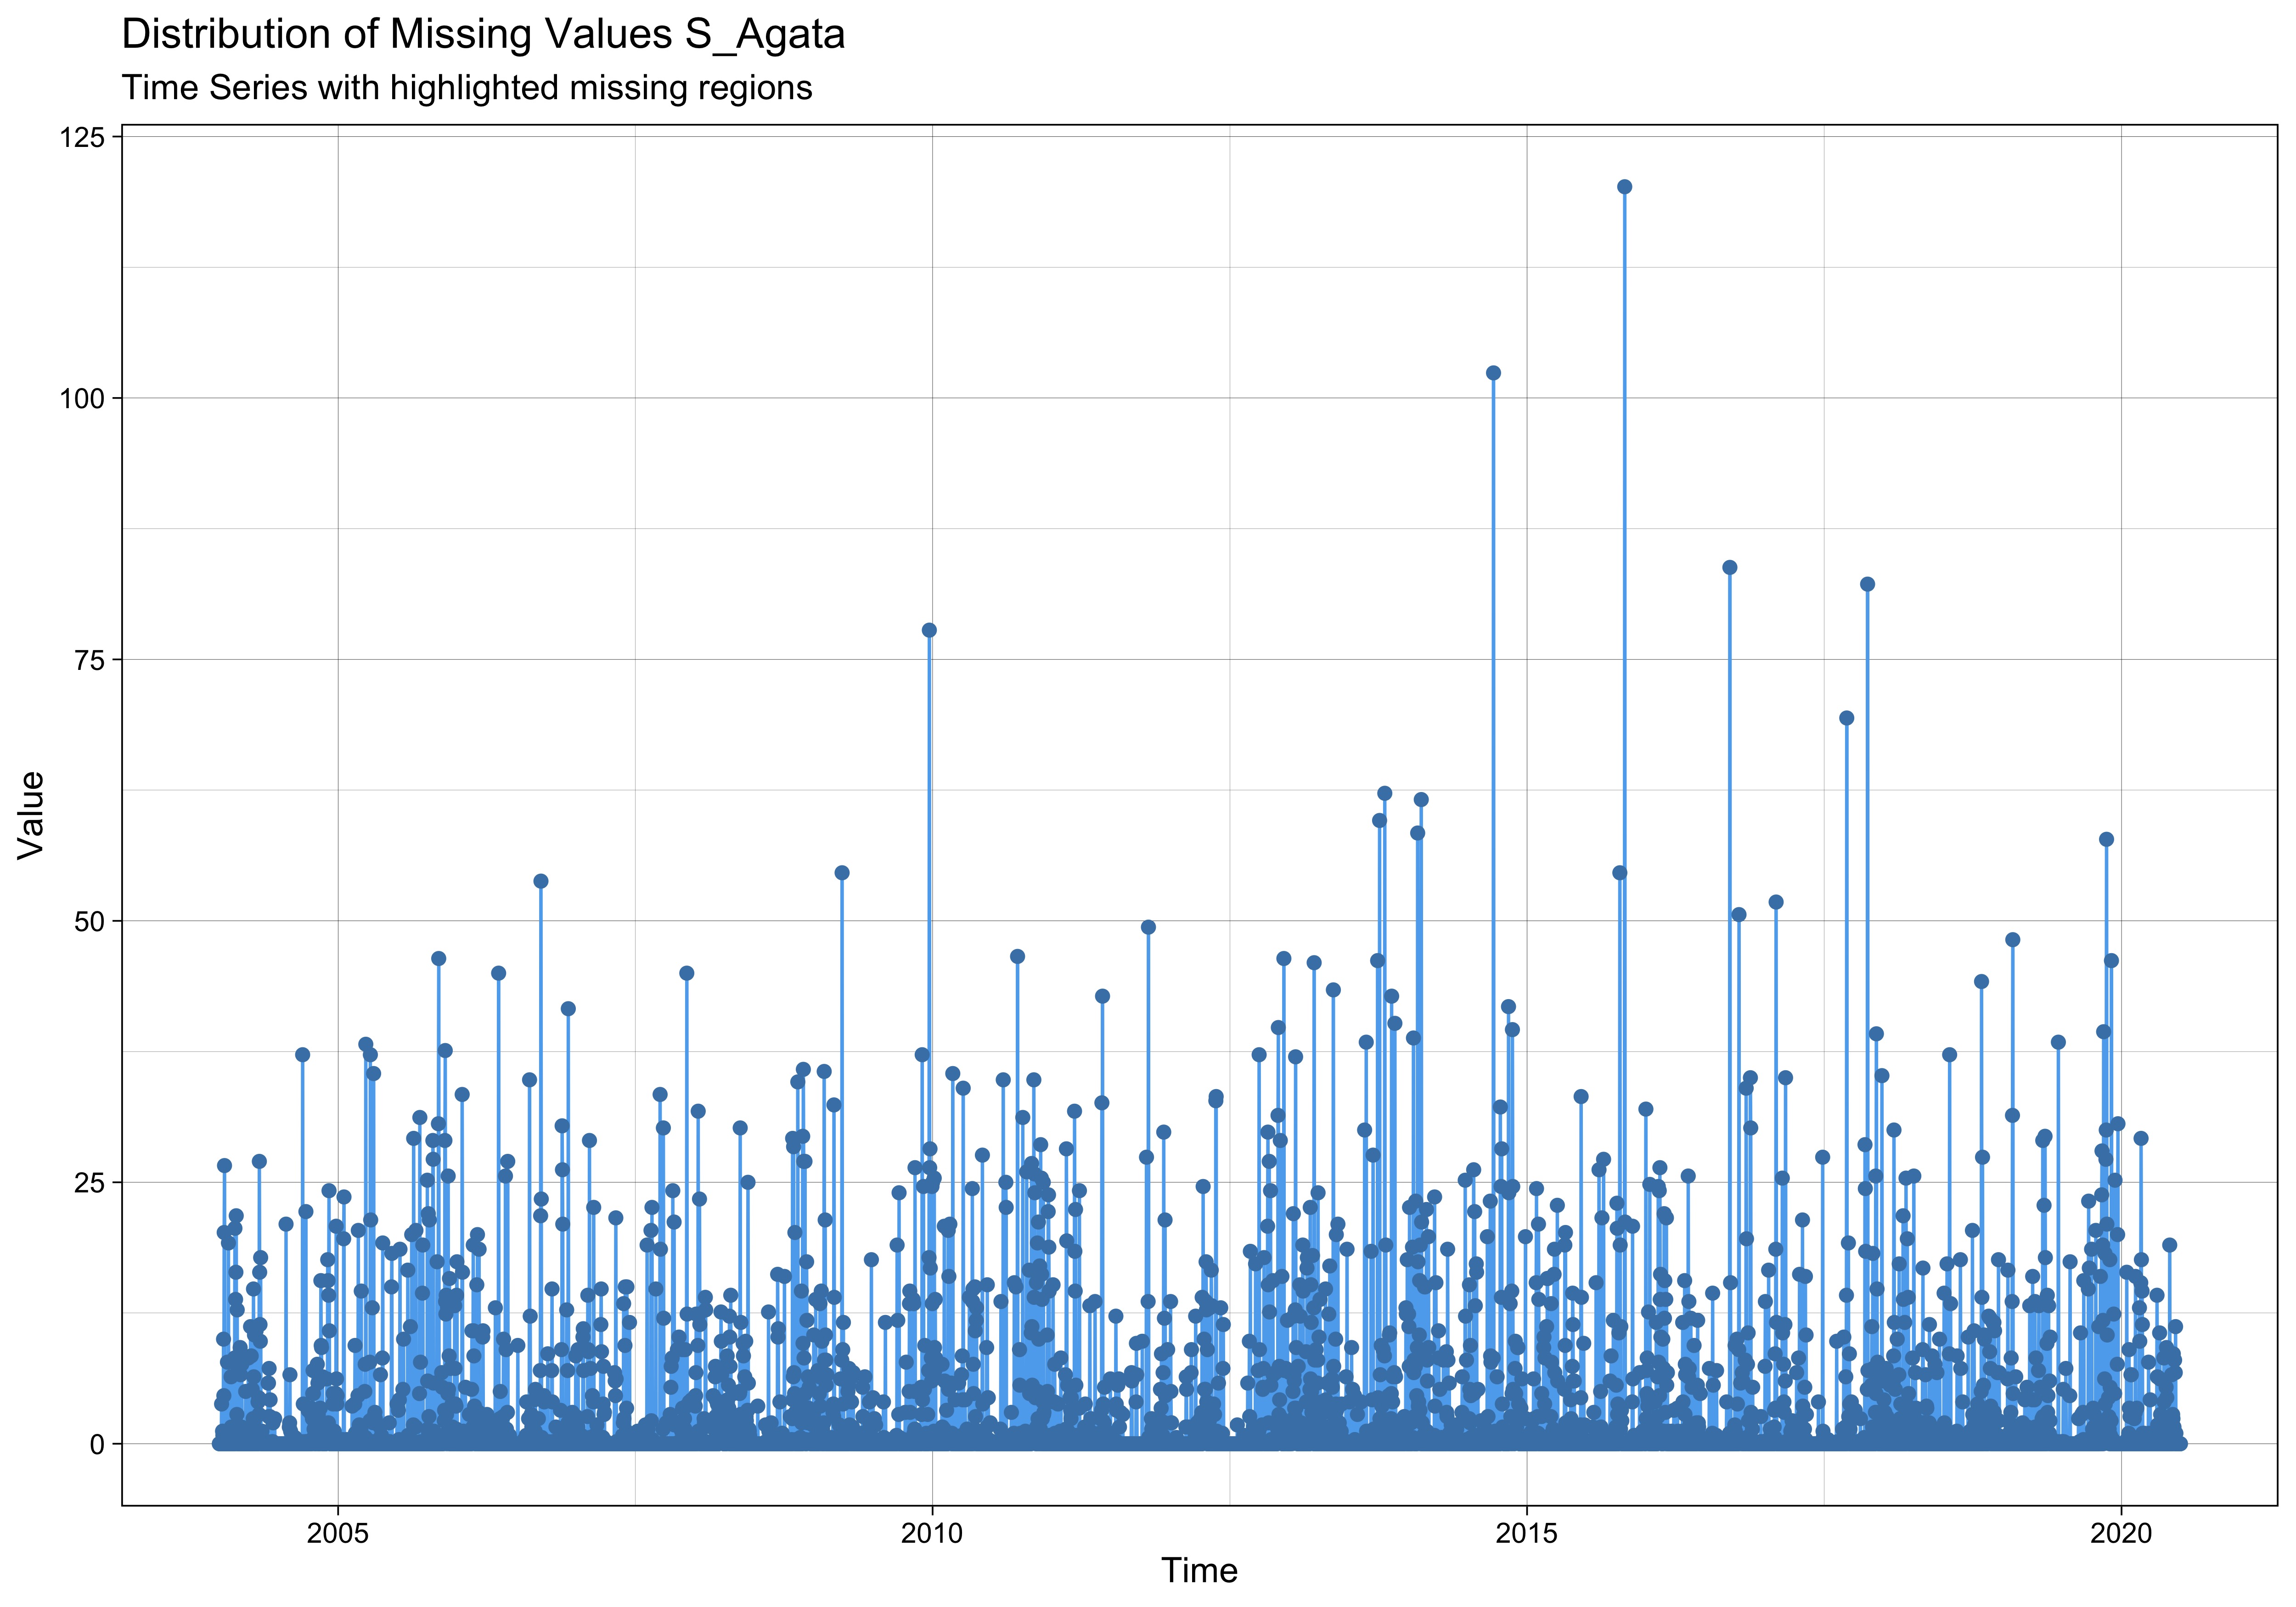 Distribution of Missing Values S_Agata
Time Series with highlighted missing regions
125
100
75
50
25
0
Value
2005
2010
2015
2020
Time